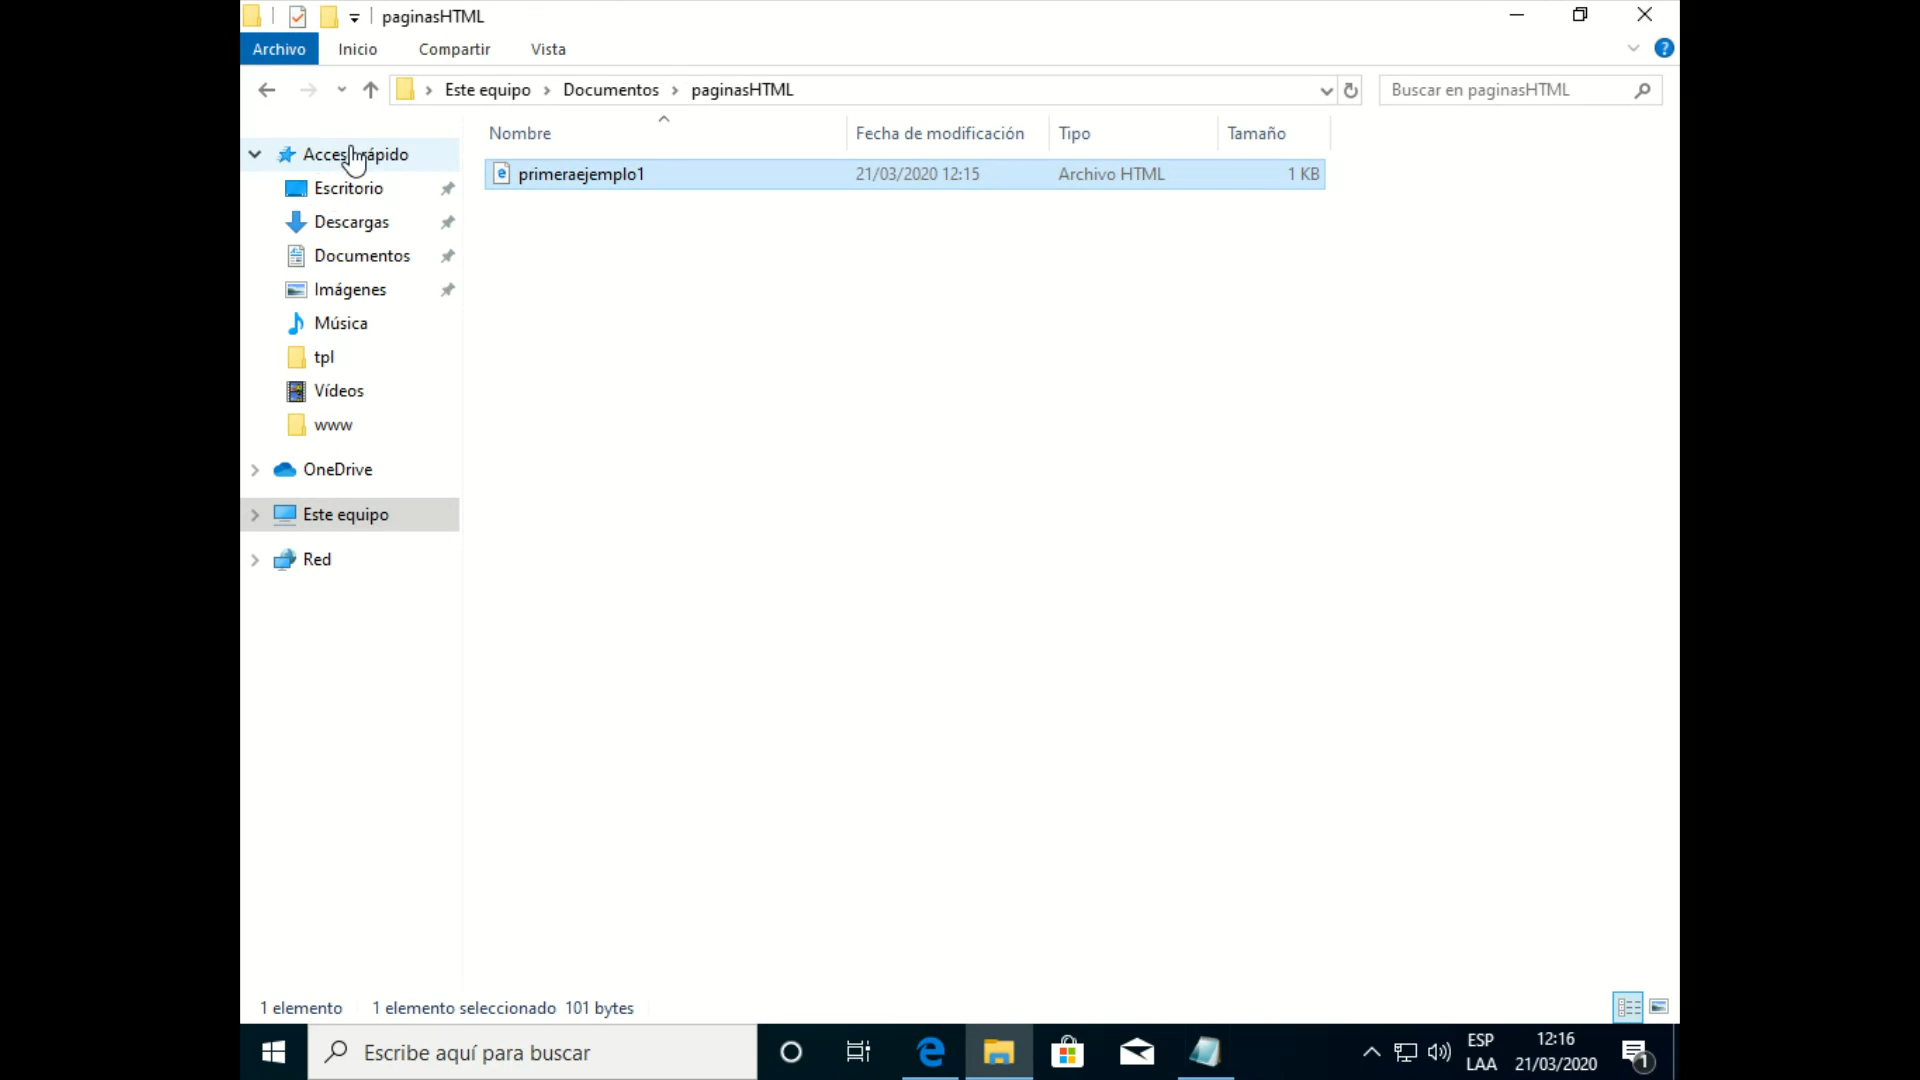 paginasHTML
Archivo Inicio Compartir Vista
Este equipo Documentos paginasHTML
Buscar en paginasHTML
Nombre Fecha de modificación Tipo Tamaño
primeraejemplo1 21/03/2020 12:15 Archivo HTML 1 KB
Acceso rápido
Escritorio
Descargas
Documentos
Imágenes
Música
tpl
Vídeos
www
OneDrive
Este equipo
Red
1 elemento 1 elemento seleccionado 101 bytes
Escribe aquí para buscar
ESP
LAA
12:16
21/03/2020
1